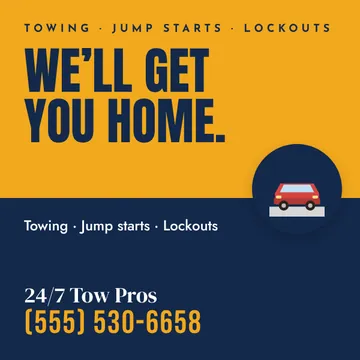 TOWING · JUMP STARTS · LOCKOUTS
WE’LL GET
YOU HOME.
Towing · Jump starts · Lockouts
24/7 Tow Pros
(555) 530-6658